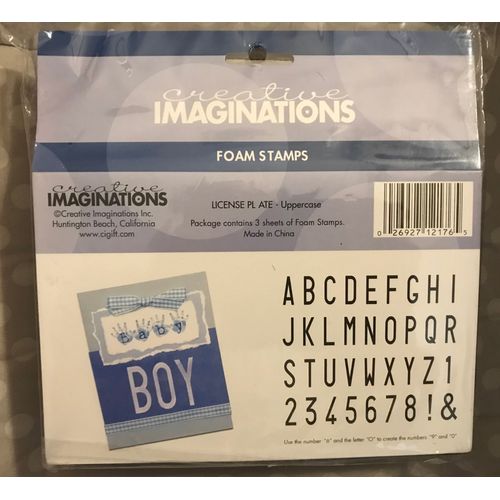 creative
IMAGINATIONS
FOAM STAMPS
creative
IMAGINATIONS
©Creative Imaginations Inc.
Huntington Beach, California
www.cigift.com
LICENSE PL ATE - Uppercase
Package contains 3 sheets of Foam Stamps.
Made in China
0 26927 12176 5
Baby
BOY
ABCDEFGHI
JKLMNOPQR
STUVWXYZ1
2345678!&
Use the number "6" and the letter "O" to create the numbers "9" and "0"